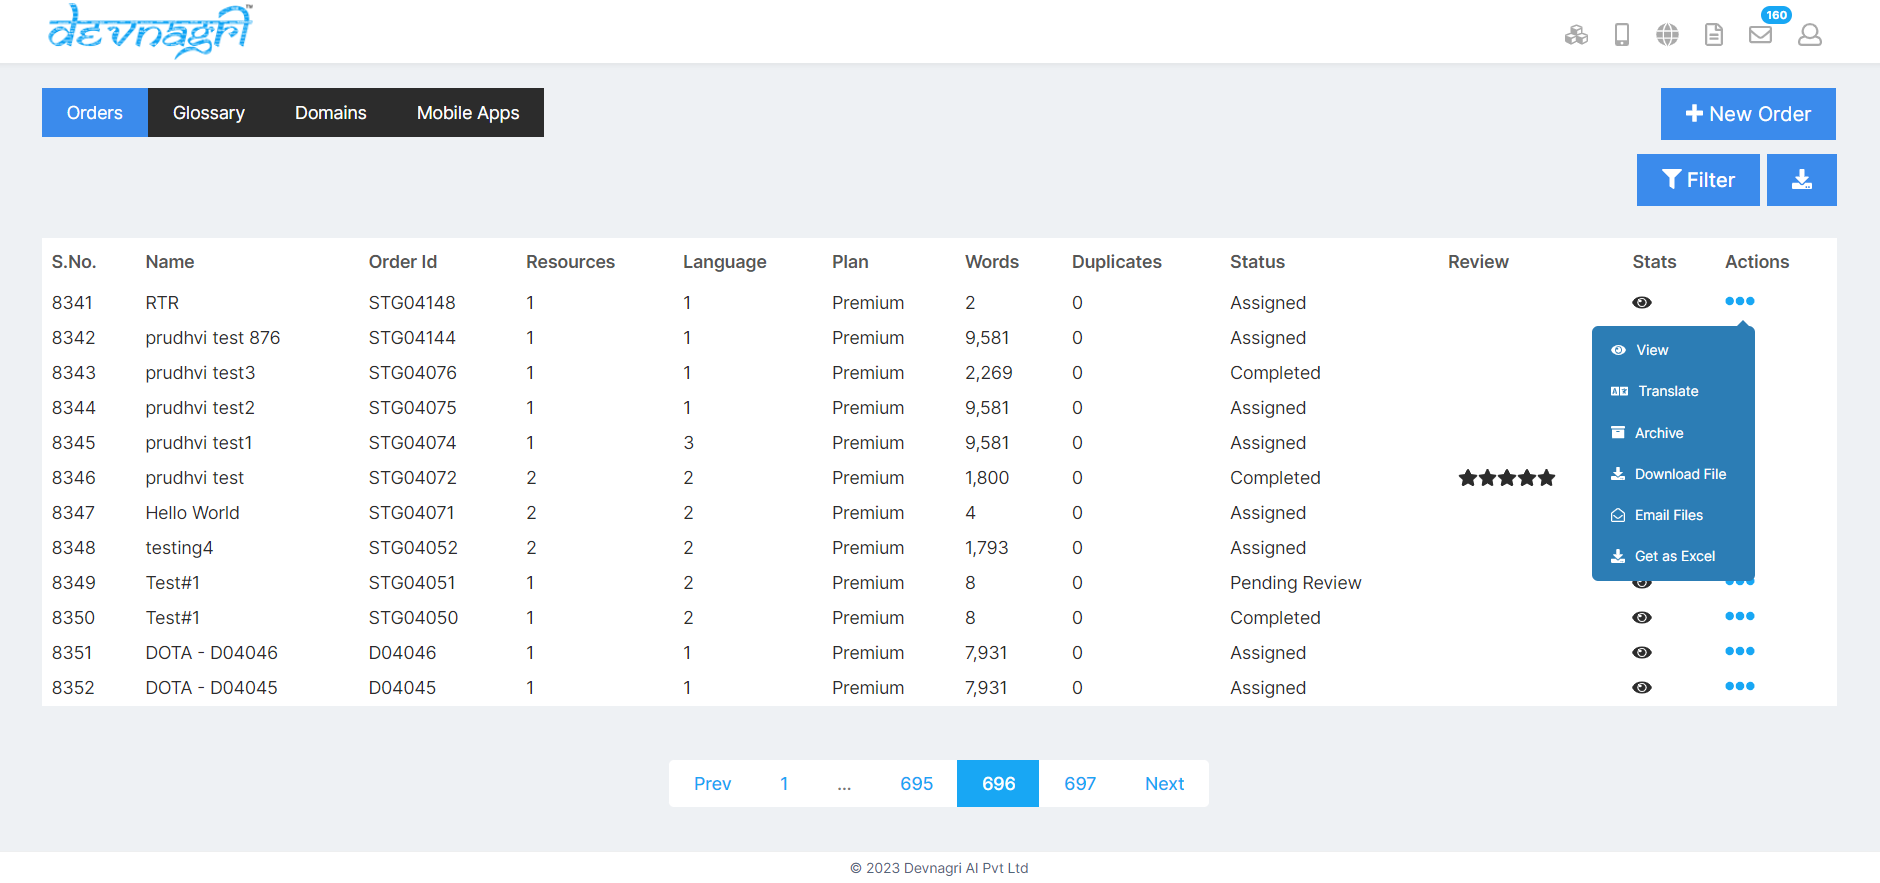 devnagri™
160
Orders Glossary Domains Mobile Apps
New Order
Filter
S.No. Name Order Id Resources Language Plan Words Duplicates Status Review Stats Actions
8341 RTR STG04148 1 1 Premium 2 0 Assigned
8342 prudhvi test 876 STG04144 1 1 Premium 9,581 0 Assigned
View
8343 prudhvi test3 STG04076 1 1 Premium 2,269 0 Completed
Translate
8344 prudhvi test2 STG04075 1 1 Premium 9,581 0 Assigned
Archive
8345 prudhvi test1 STG04074 1 3 Premium 9,581 0 Assigned
Download File
8346 prudhvi test STG04072 2 2 Premium 1,800 0 Completed
8347 Hello World STG04071 2 2 Premium 4 0 Assigned
Email Files
8348 testing4 STG04052 2 2 Premium 1,793 0 Assigned
Get as Excel
8349 Test#1 STG04051 1 2 Premium 8 0 Pending Review
8350 Test#1 STG04050 1 2 Premium 8 0 Completed
8351 DOTA - D04046 D04046 1 1 Premium 7,931 0 Assigned
8352 DOTA - D04045 D04045 1 1 Premium 7,931 0 Assigned
Prev 1 ... 695 696 697 Next
© 2023 Devnagri AI Pvt Ltd